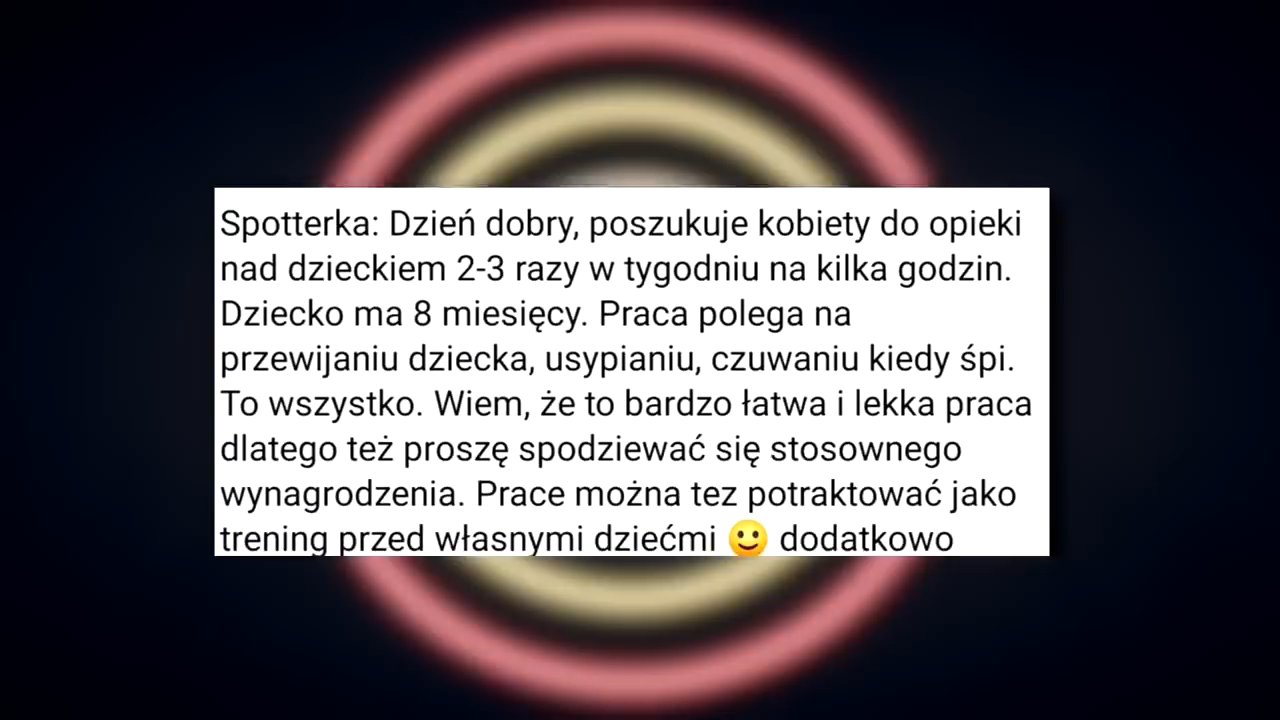 Spotterka: Dzień dobry, poszukuje kobiety do opieki
nad dzieckiem 2-3 razy w tygodniu na kilka godzin.
Dziecko ma 8 miesięcy. Praca polega na
przewijaniu dziecka, usypianiu, czuwaniu kiedy śpi.
To wszystko. Wiem, że to bardzo łatwa i lekka praca
dlatego też proszę spodziewać się stosownego
wynagrodzenia. Prace można tez potraktować jako
trening przed własnymi dziećmi 🙂 dodatkowo